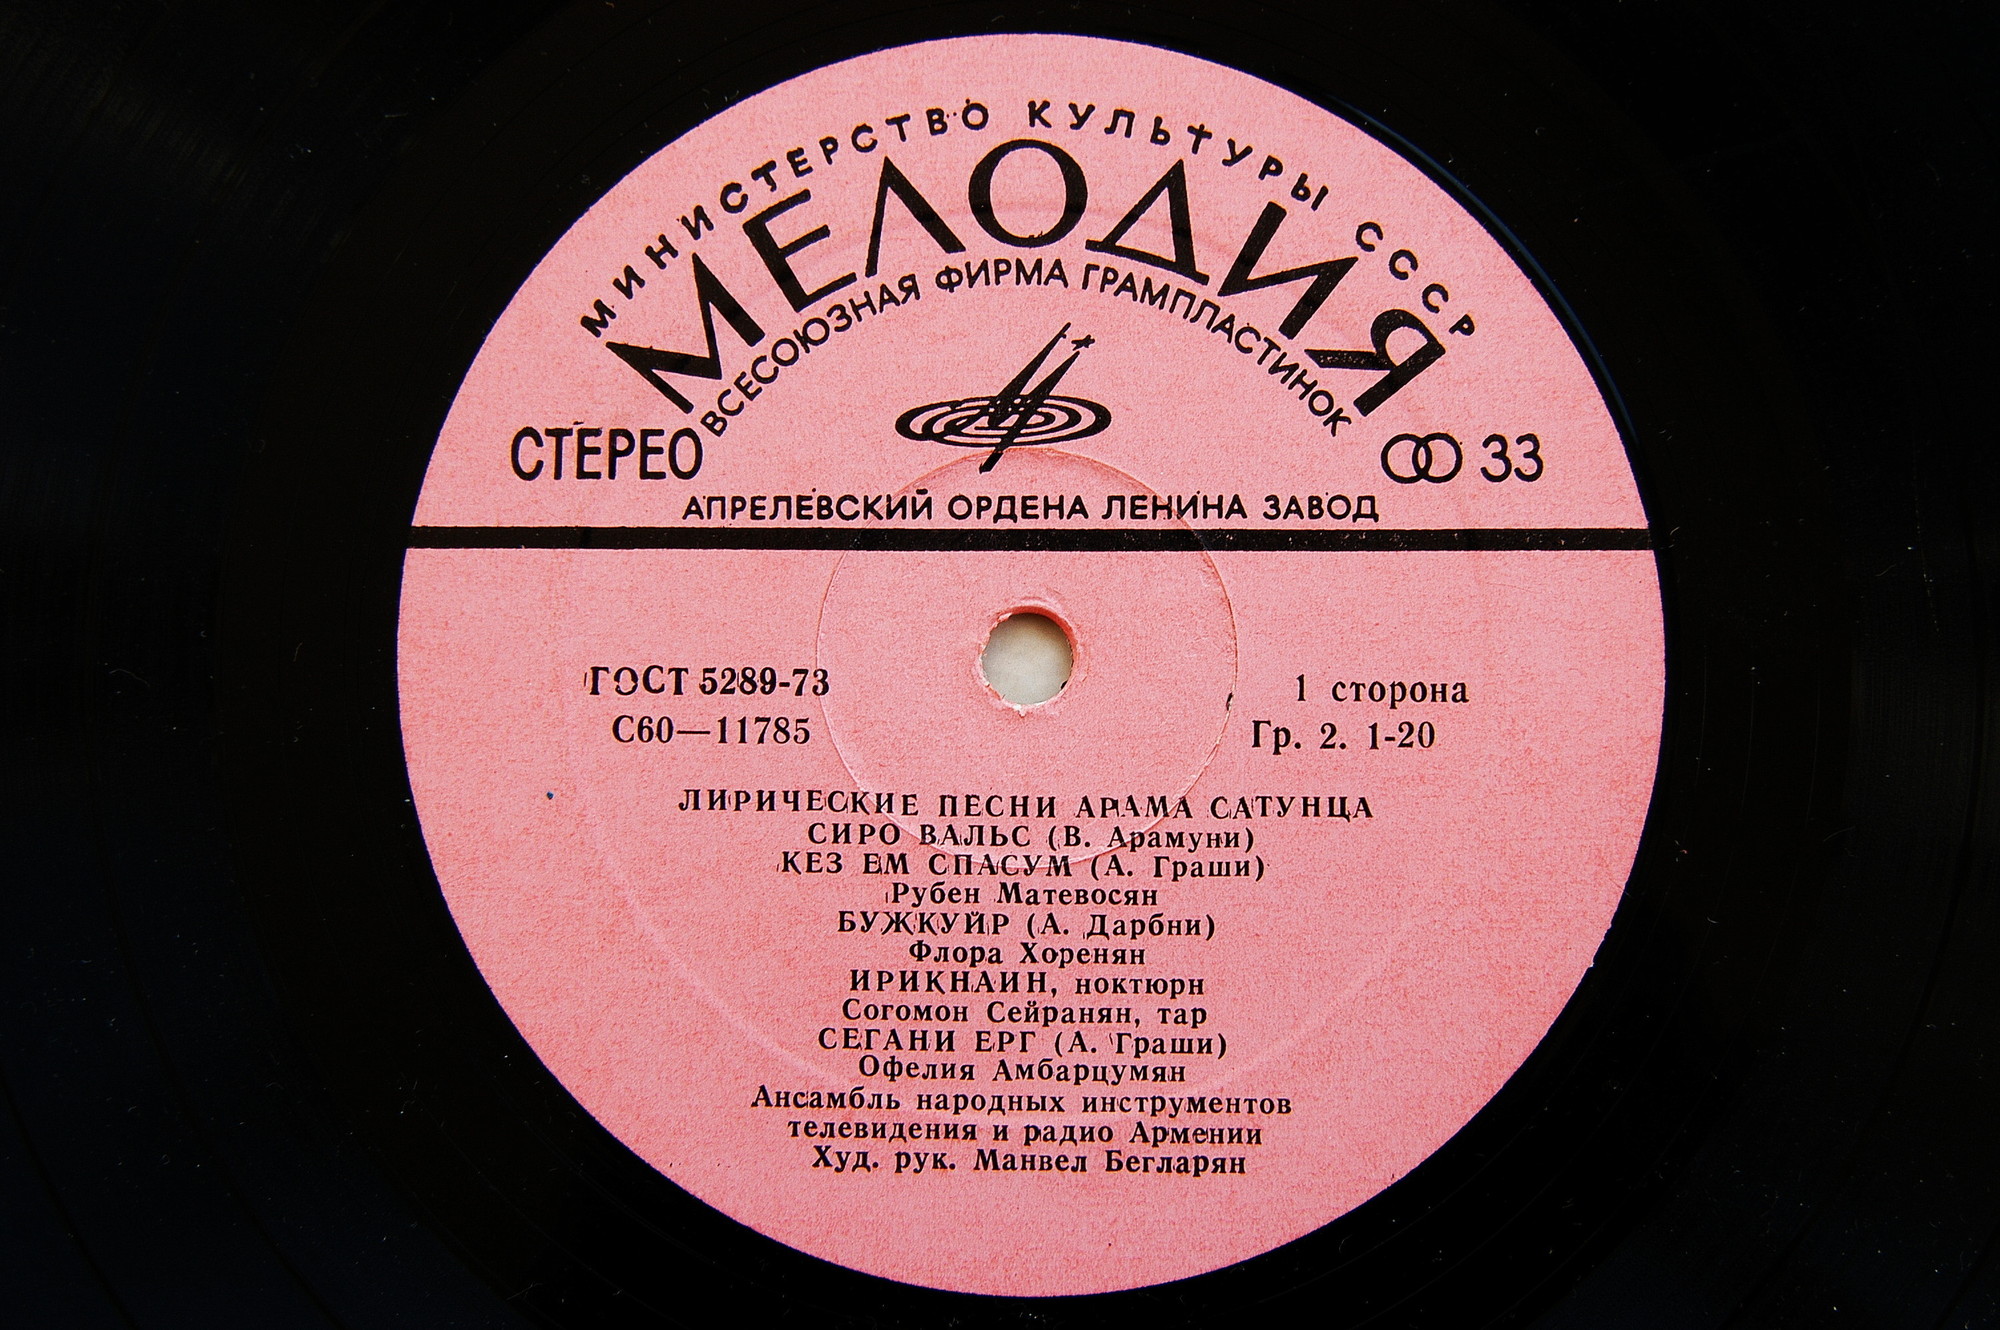 МИНИСТЕРСТВО КУЛЬТУРЫ СССР
МЕЛОДИЯ
ВСЕСОЮЗНАЯ ФИРМА ГРАМПЛАСТИНОК
СТЕРЕО
33
АПРЕЛЕВСКИЙ ОРДЕНА ЛЕНИНА ЗАВОД
ГОСТ 5289-73
С60—11785
1 сторона
Гр. 2. 1-20
ЛИРИЧЕСКИЕ ПЕСНИ АРАМА САТУНЦА
СИРО ВАЛЬС (В. Арамуни)
КЕЗ ЕМ СПАСУМ (А. Граши)
Рубен Матевосян
БУЖКУЙР (А. Дарбни)
Флора Хоренян
ИРИКНАИН, ноктюрн
Согомон Сейранян, тар
СЕГАНИ ЕРГ (А. Граши)
Офелия Амбарцумян
Ансамбль народных инструментов
телевидения и радио Армении
Худ. рук. Манвел Бегларян